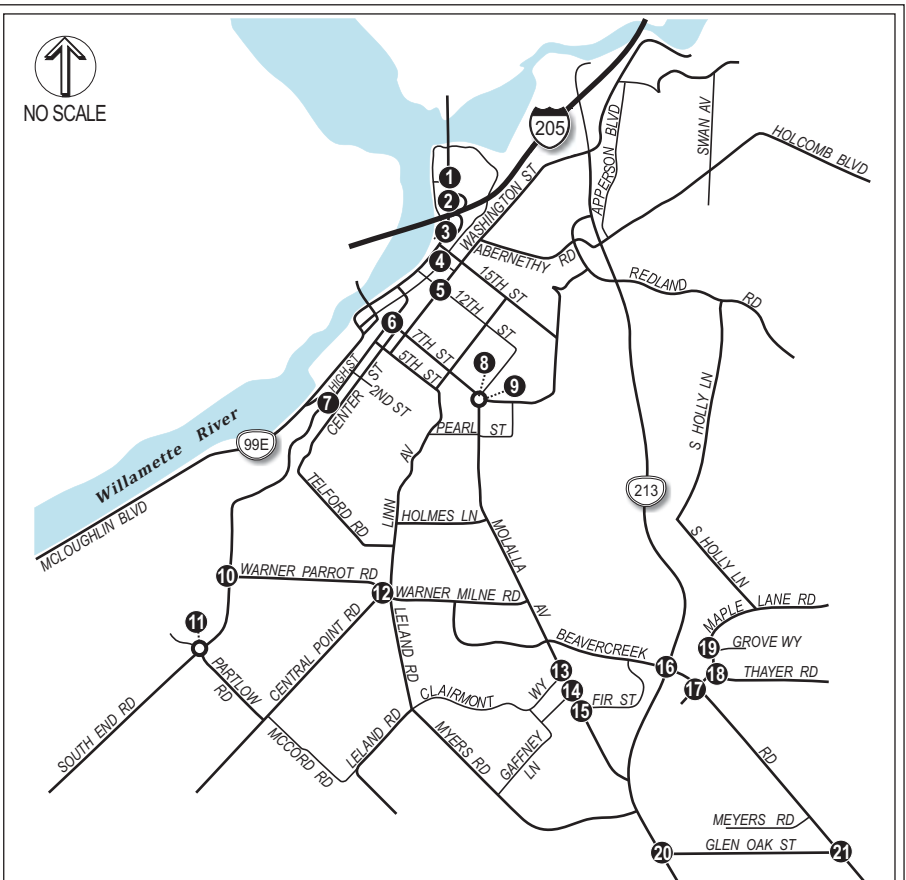 NO SCALE
205
APPERSON BLVD
SWAN AV
HOLCOMB BLVD
1
2
3
WASHINGTON ST
ABERNETHY RD
4
15TH ST
REDLAND RD
5
12TH ST
6
7TH ST
8
5TH ST
HIGH ST
9
S HOLLY LN
7
CENTER ST
2ND ST
PEARL ST
99E
Willamette River
LINN AV
213
TELFORD RD
HOLMES LN
MOLALLA AV
MCLOUGHLIN BLVD
S HOLLY LN
10
WARNER PARROT RD
12
WARNER MILNE RD
MAPLE LANE RD
11
CENTRAL POINT RD
LELAND RD
BEAVERCREEK RD
19
GROVE WY
13
16
18
THAYER RD
PARTLOW RD
CLAIRMONT WY
14
17
15
FIR ST
SOUTH END RD
MCCORD RD
LELAND RD
MYERS RD
GAFFNEY LN
MEYERS RD
GLEN OAK ST
20
21